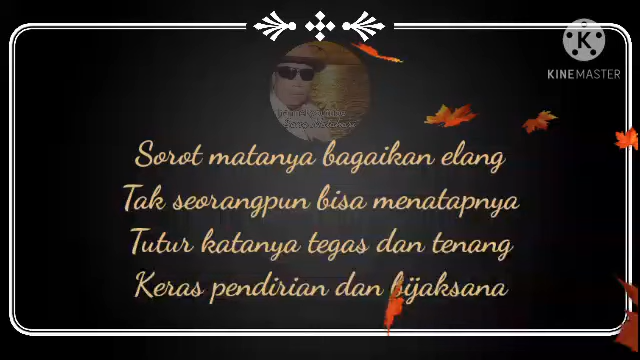 KINEMASTER
Sorot matanya bagaikan elang
Tak seorangpun bisa menatapnya
Tutur katanya tegas dan tenang
Keras pendirian dan bijaksana